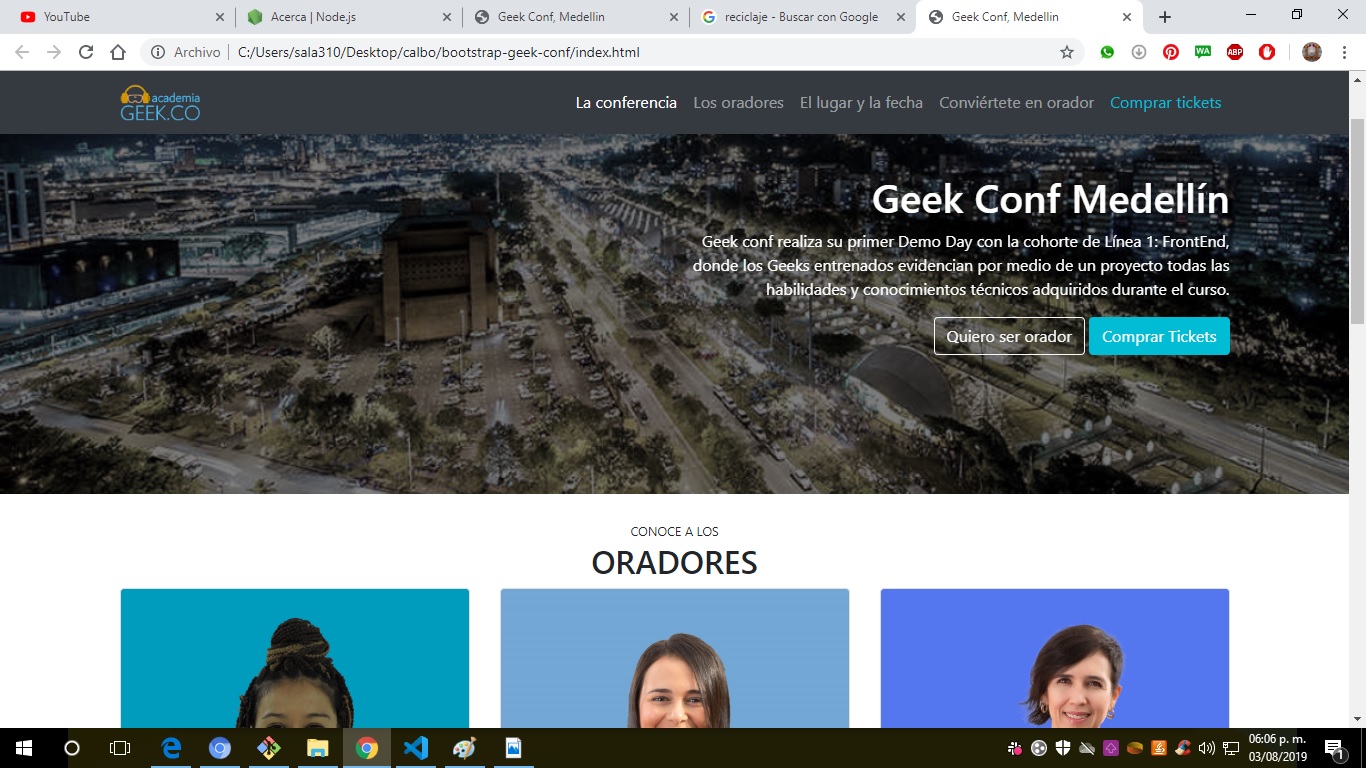 YouTube
Acerca | Node.js
Geek Conf, Medellin
reciclaje - Buscar con Google
Geek Conf, Medellin
Archivo
C:/Users/sala310/Desktop/calbo/bootstrap-geek-conf/index.html
WA
ABP
academia
GEEK.CO
La conferencia
Los oradores
El lugar y la fecha
Conviértete en orador
Comprar tickets
Geek Conf Medellín
Geek conf realiza su primer Demo Day con la cohorte de Línea 1: FrontEnd,
donde los Geeks entrenados evidencian por medio de un proyecto todas las
habilidades y conocimientos técnicos adquiridos durante el curso.
Quiero ser orador
Comprar Tickets
CONOCE A LOS
ORADORES
06:06 p. m.
03/08/2019
1